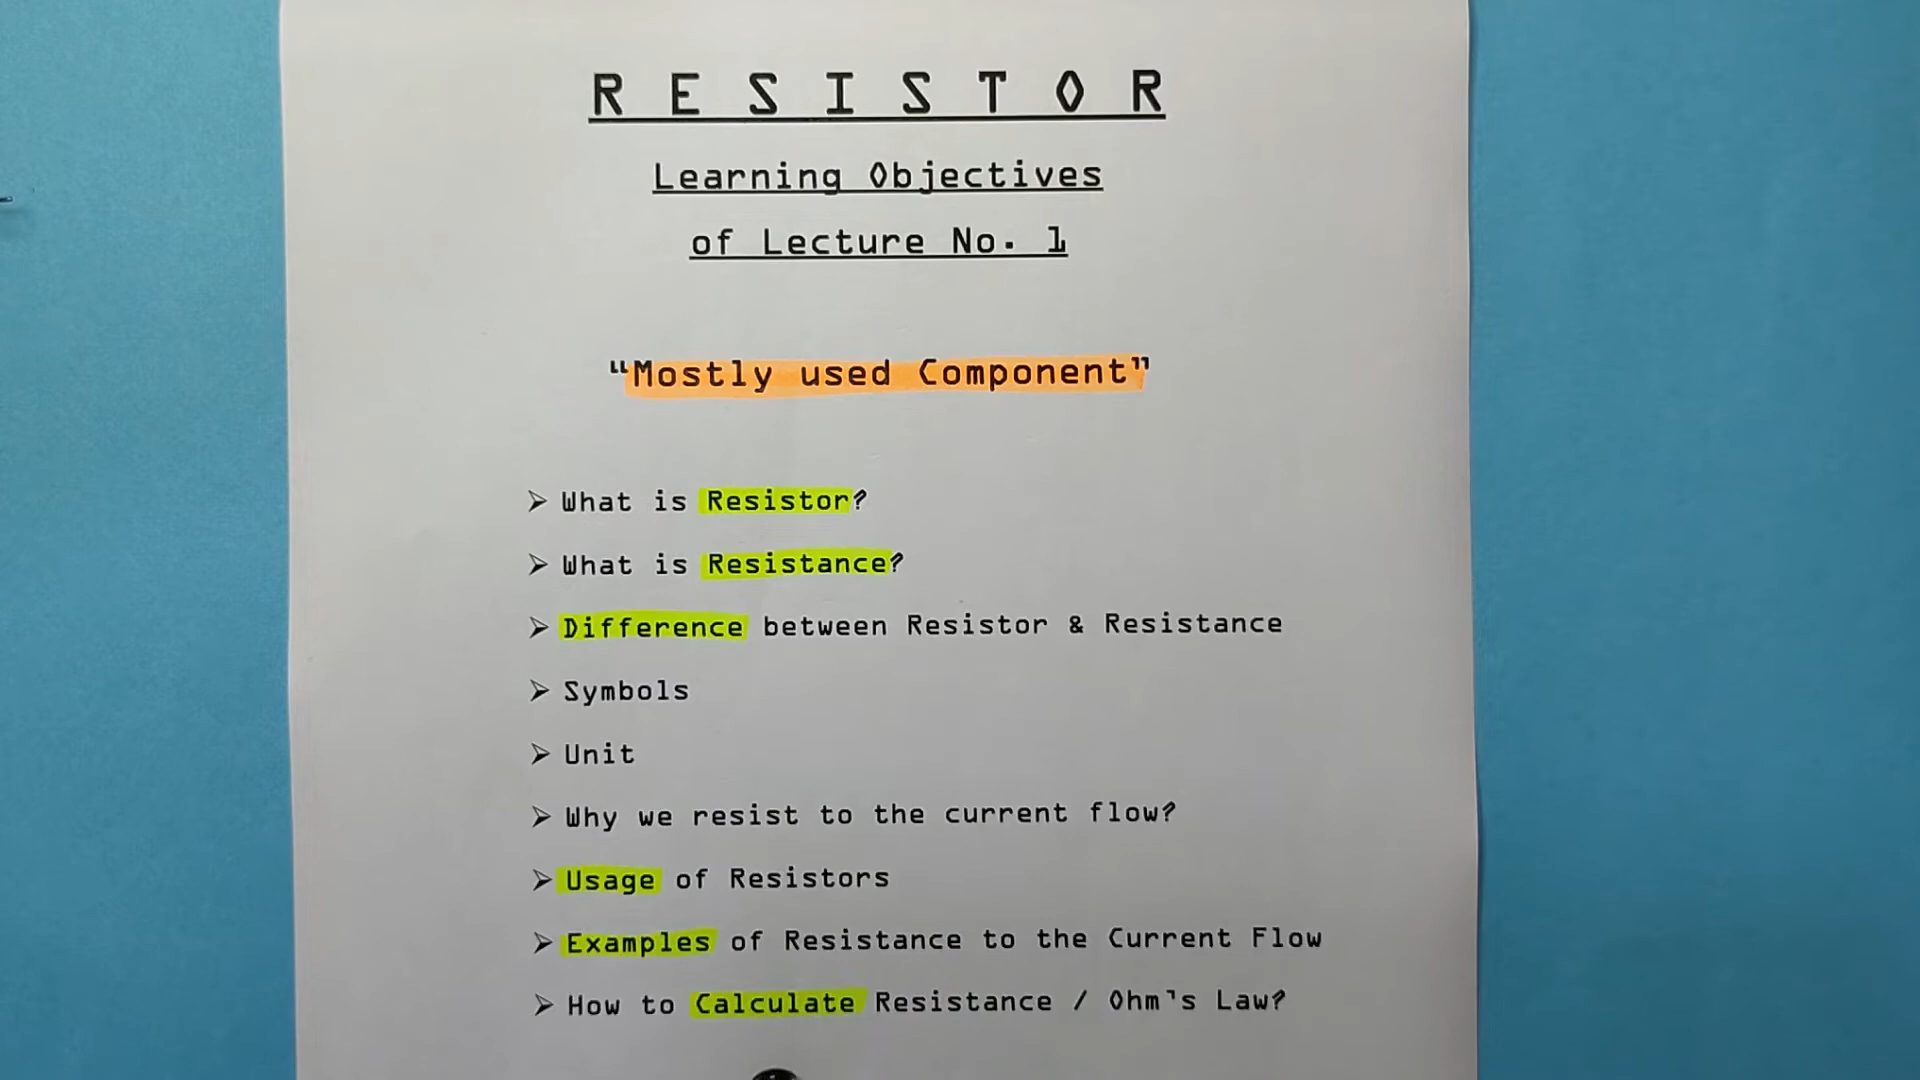 R E S I S T O R
Learning Objectives
of Lecture No. 1
“Mostly used Component”
➢ What is Resistor?
➢ What is Resistance?
➢ Difference between Resistor & Resistance
➢ Symbols
➢ Unit
➢ Why we resist to the current flow?
➢ Usage of Resistors
➢ Examples of Resistance to the Current Flow
➢ How to Calculate Resistance / Ohm's Law?